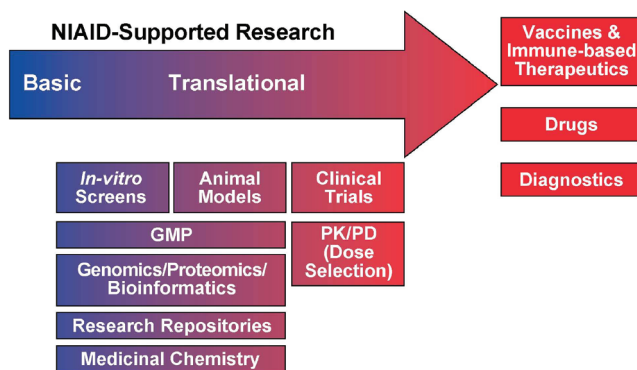 NIAID-Supported Research
Basic Translational
Vaccines &
Immune-based
Therapeutics
Drugs
Diagnostics
In-vitro
Screens
Animal
Models
Clinical
Trials
GMP
PK/PD
(Dose
Selection)
Genomics/Proteomics/
Bioinformatics
Research Repositories
Medicinal Chemistry